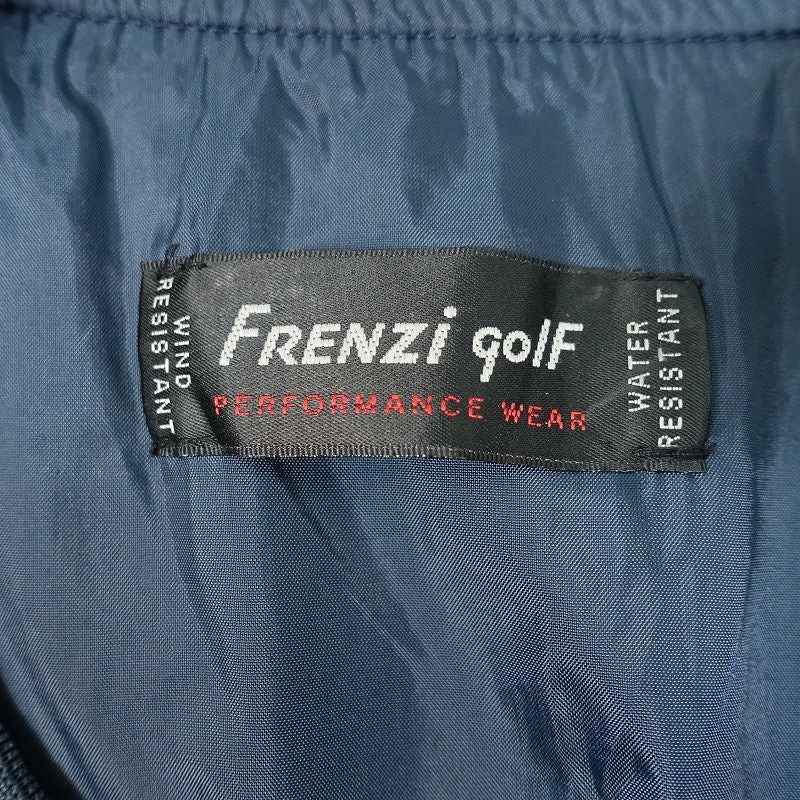 WIND
RESISTANT
FRENZi golF
PERFORMANCE WEAR
WATER
RESISTANT